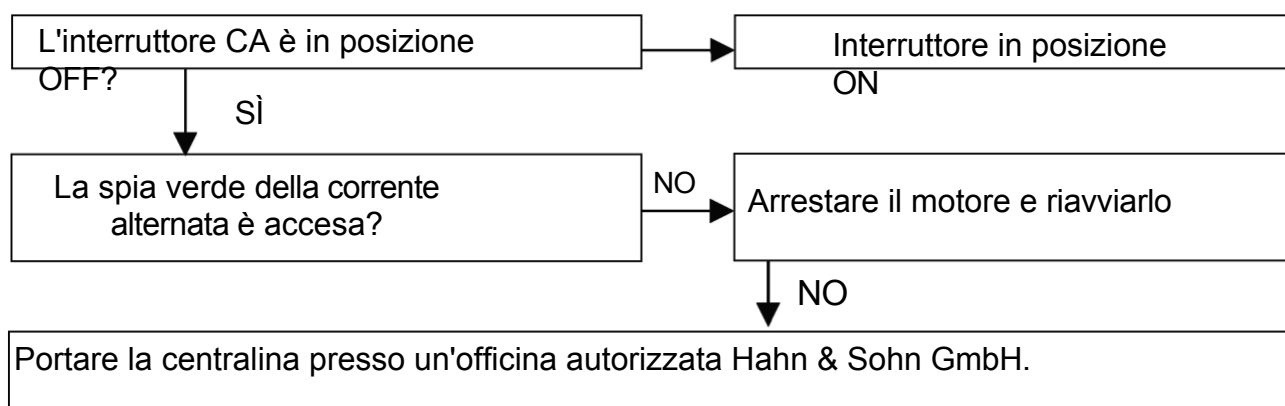 L'interruttore CA è in posizione
OFF?
Interruttore in posizione
ON
SÌ
La spia verde della corrente
alternata è accesa?
NO
Arrestare il motore e riavviarlo
NO
Portare la centralina presso un'officina autorizzata Hahn & Sohn GmbH.